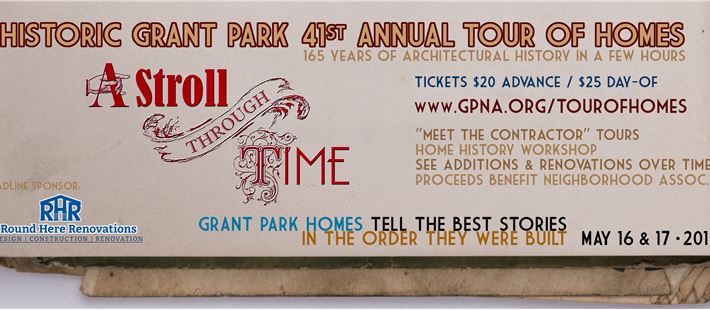 HISTORIC GRANT PARK 41ST ANNUAL TOUR OF HOMES
165 YEARS OF ARCHITECTURAL HISTORY IN A FEW HOURS
A Stroll
THROUGH
TIME
TICKETS $20 ADVANCE / $25 DAY-OF
WWW.GPNA.ORG/TOUROFHOMES
"MEET THE CONTRACTOR" TOURS
HOME HISTORY WORKSHOP
SEE ADDITIONS & RENOVATIONS OVER TIME
PROCEEDS BENEFIT NEIGHBORHOOD ASSOC.
ADLINE SPONSOR:
RHR
Round Here Renovations
ESIGN | CONSTRUCTION | RENOVATION
GRANT PARK HOMES TELL THE BEST STORIES
IN THE ORDER THEY WERE BUILT MAY 16 & 17 • 201